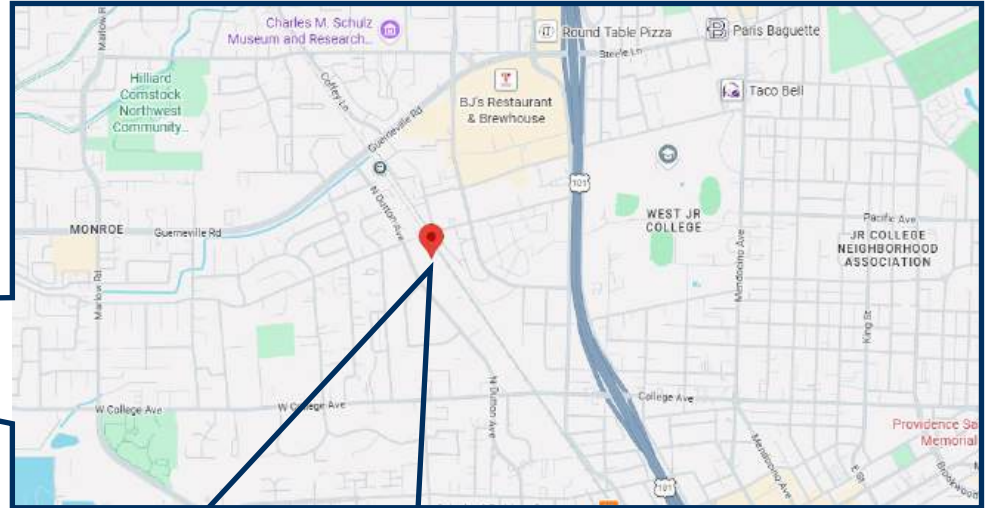 Marlow R
Charles M. Schulz
Museum and Research...
Round Table Pizza
Paris Baguette
Steele Ln
Coffey Ln
Hilliard
Comstock
Northwest
Community...
BJ's Restaurant
& Brewhouse
Taco Bell
Guerneville Rd
101
N Dutton Ave
WEST JR
COLLEGE
Pacific Ave
MONROE
Guerneville Rd
JR COLLEGE
NEIGHBORHOOD
ASSOCIATION
Mendocino Ave
Marlow Rd
King St
N Dutton Ave
W College Ave
W College Ave
College Ave
Providence Sa
Memorial
Mendocino Ave
E St
Brookwood
101